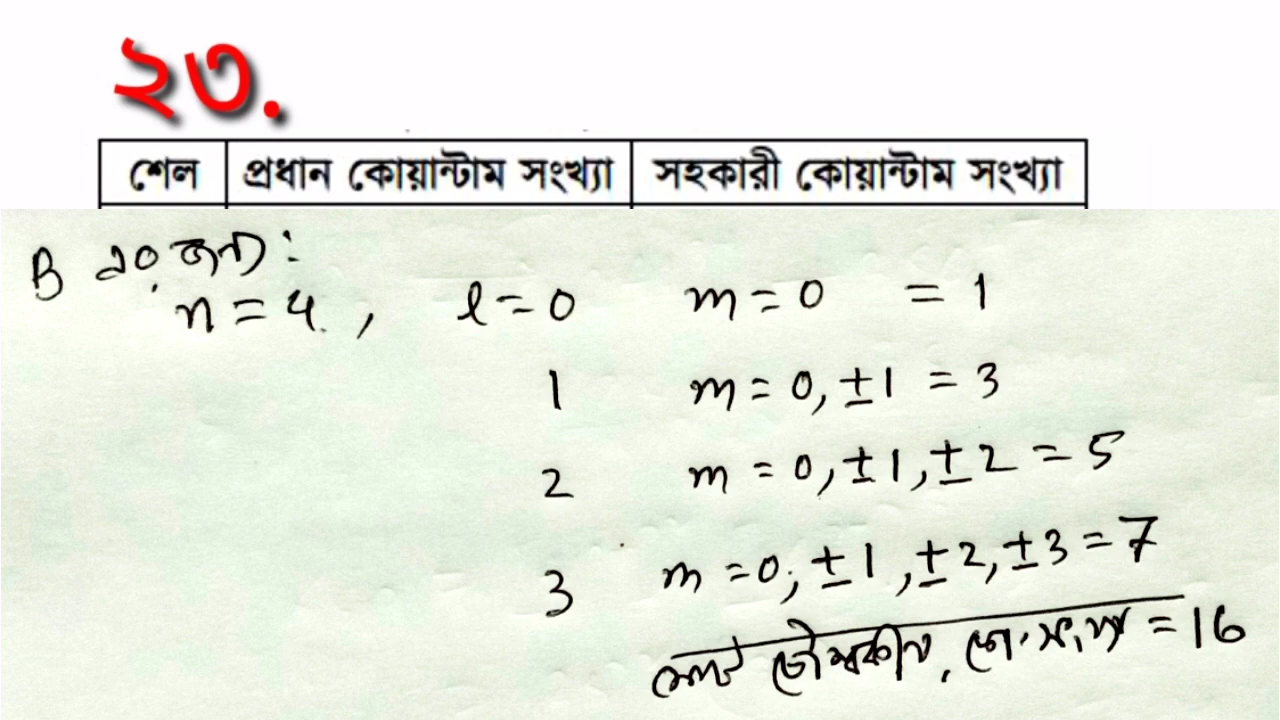 ২৩.
শেল প্রধান কোয়ান্টাম সংখ্যা সহকারী কোয়ান্টাম সংখ্যা
B এর জন্য:
n = 4, l = 0 m = 0 = 1
1 m = 0, ±1 = 3
2 m = 0, ±1, ±2 = 5
3 m = 0, ±1, ±2, ±3 = 7
মোট চৌম্বকীয় কো. সংখ্যা = 16